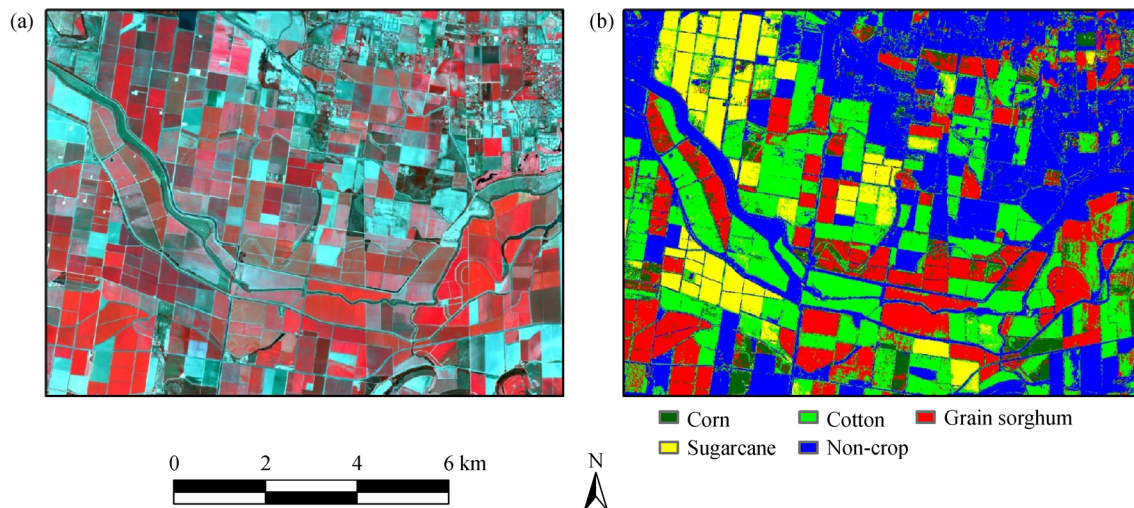 (a)
(b)
Corn
Cotton
Grain sorghum
Sugarcane
Non-crop
0 2 4 6 km
N